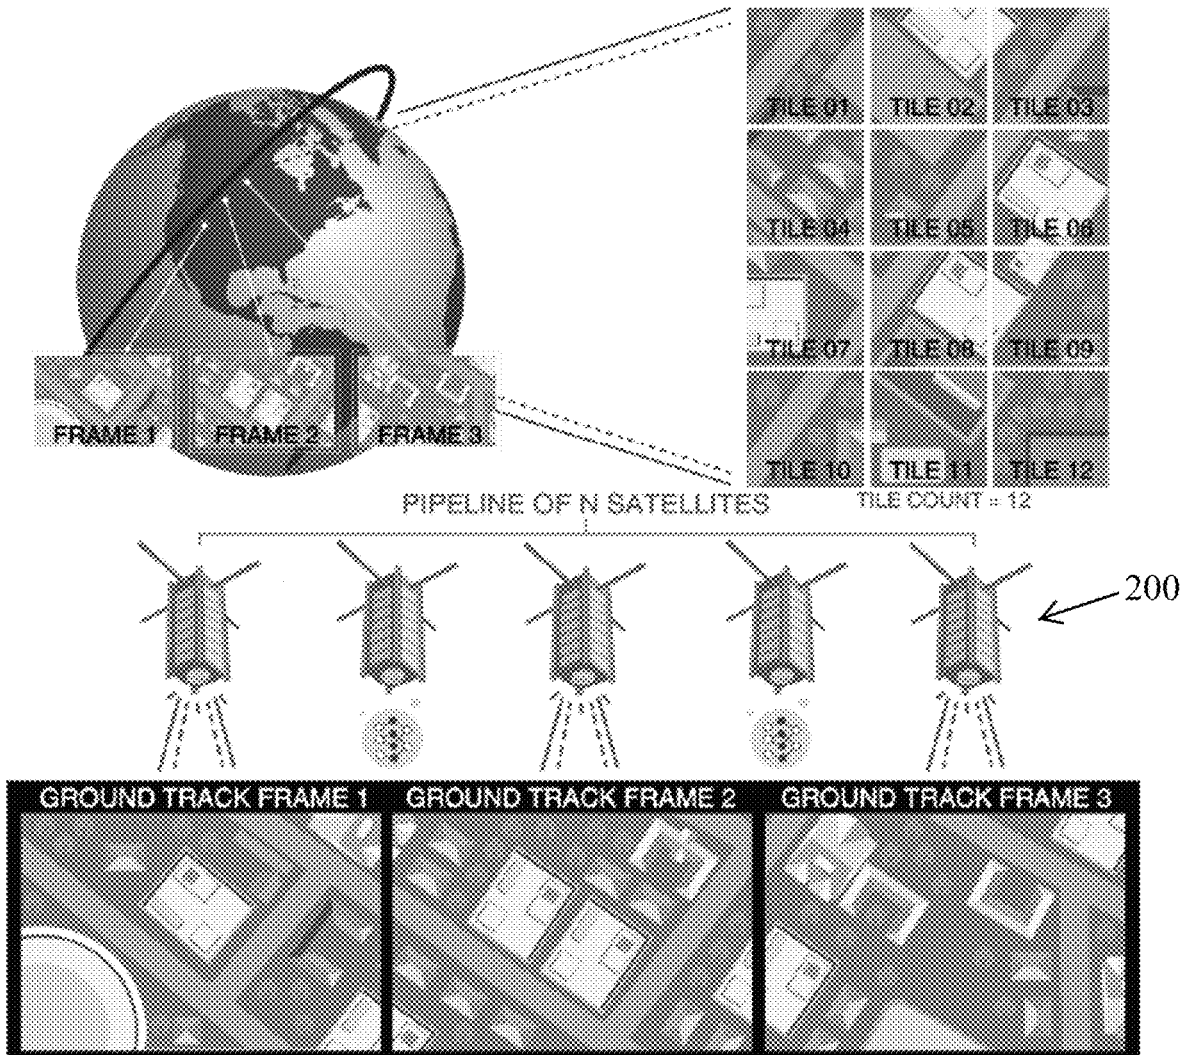 TILE 01
TILE 02
TILE 03
TILE 04
TILE 05
TILE 06
TILE 07
TILE 08
TILE 09
FRAME 1
FRAME 2
FRAME 3
TILE 10
TILE 11
TILE 12
PIPELINE OF N SATELLITES
TILE COUNT = 12
200
GROUND TRACK FRAME 1
GROUND TRACK FRAME 2
GROUND TRACK FRAME 3